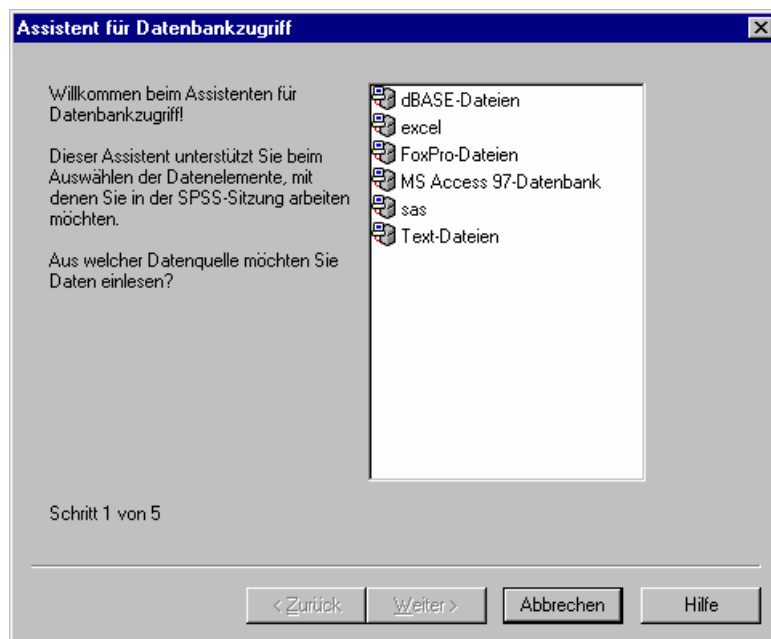 Assistent für Datenbankzugriff
Willkommen beim Assistenten für
Datenbankzugriff!
Dieser Assistent unterstützt Sie beim
Auswählen der Datenelemente, mit
denen Sie in der SPSS-Sitzung arbeiten
möchten.
Aus welcher Datenquelle möchten Sie
Daten einlesen?
dBASE-Dateien
excel
FoxPro-Dateien
MS Access 97-Datenbank
sas
Text-Dateien
Schritt 1 von 5
< Zurück
Weiter >
Abbrechen
Hilfe